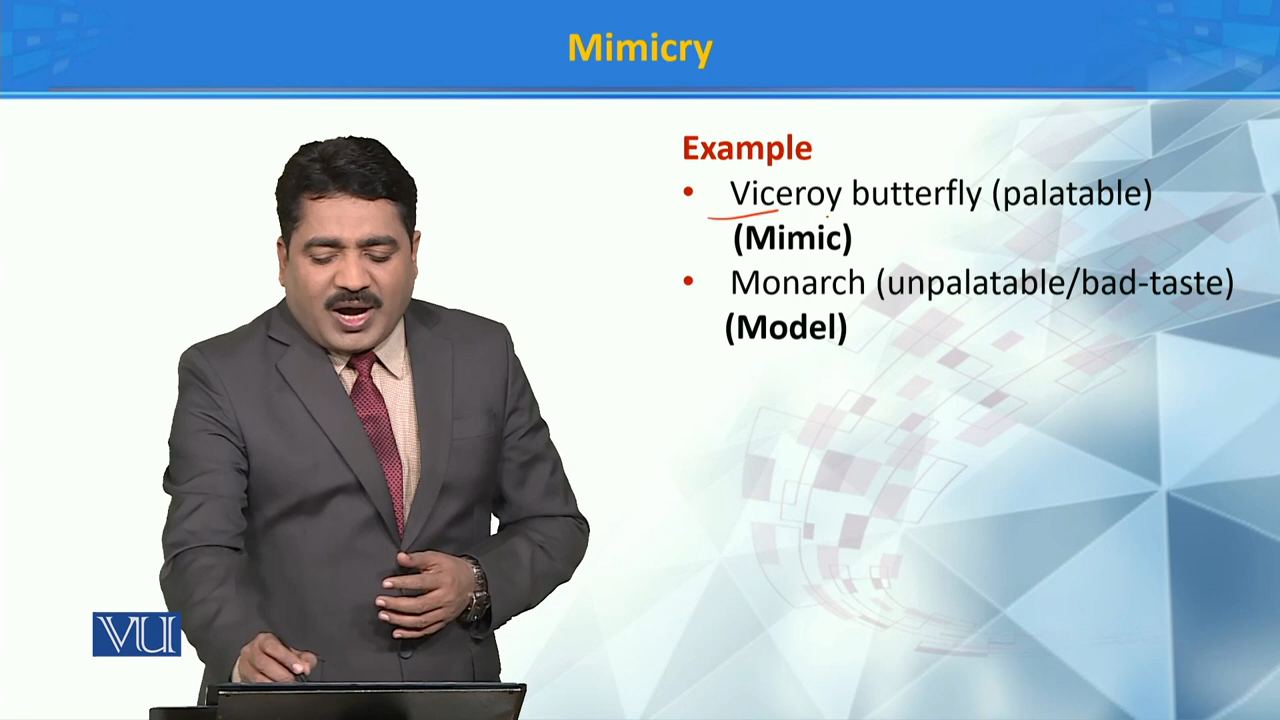 Mimicry
Example
• Viceroy butterfly (palatable)
(Mimic)
• Monarch (unpalatable/bad-taste)
(Model)
VU